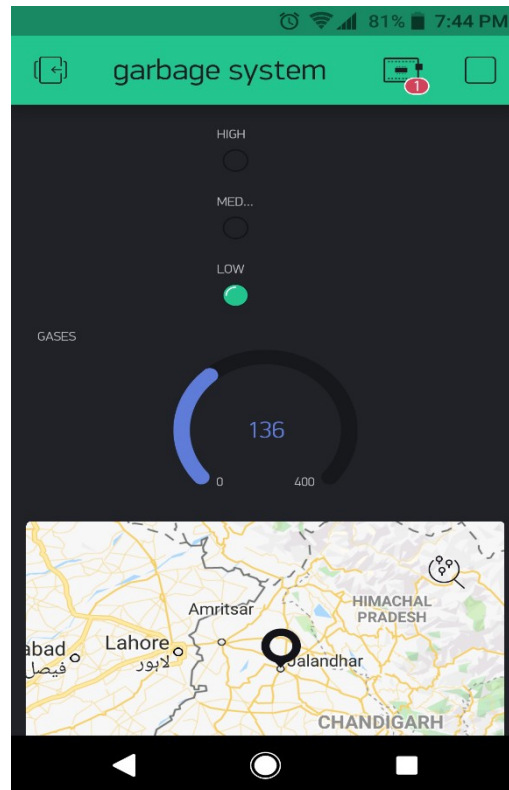 81% 7:44 PM
garbage system
1
HIGH
MED...
LOW
GASES
136
0 400
Amritsar
HIMACHAL
PRADESH
abad
فيصل
Lahore
لاہور
Jalandhar
CHANDIGARH